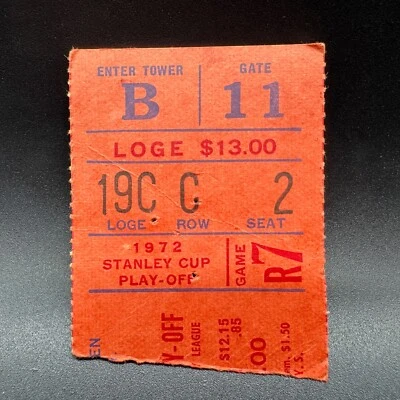 ENTER TOWER GATE
B 11
LOGE $13.00
19C C 2
LOGE ROW SEAT
1972
STANLEY CUP
PLAY-OFF
GAME
R7
EN
Y-OFF
LEAGUE
$12.15
.85
.00
$1.50